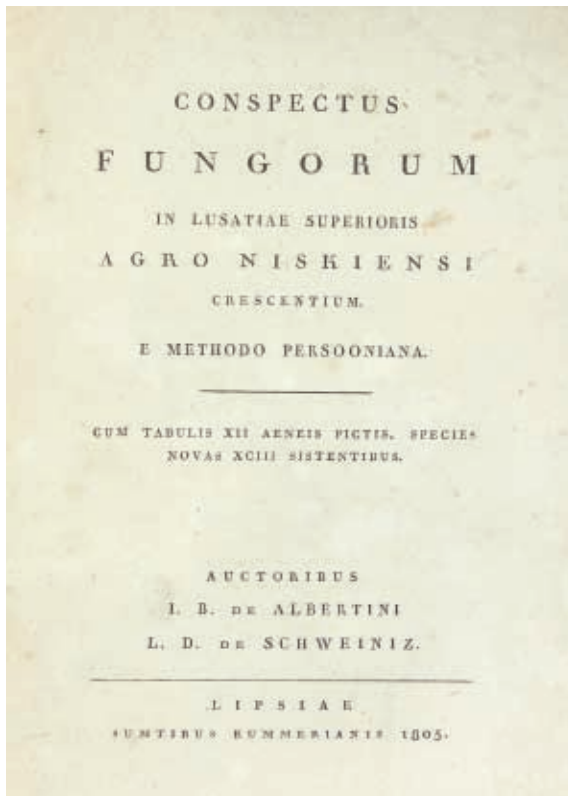 CONSPECTUS
FUNGORUM
IN LUSATIAE SUPERIORIS
AGRO NISKIENSI
CRESCENTIUM.
E METHODO PERSOONIANA.
CUM TABULIS XII AENEIS PICTIS, SPECIES
NOVAS XCIII SISTENTIBUS.
AUCTORIBUS
I. B. DE ALBERTINI
L. D. DE SCHWEINIZ.
LIPSIAE
SUMTIBUS KUMMERIANIS 1805.